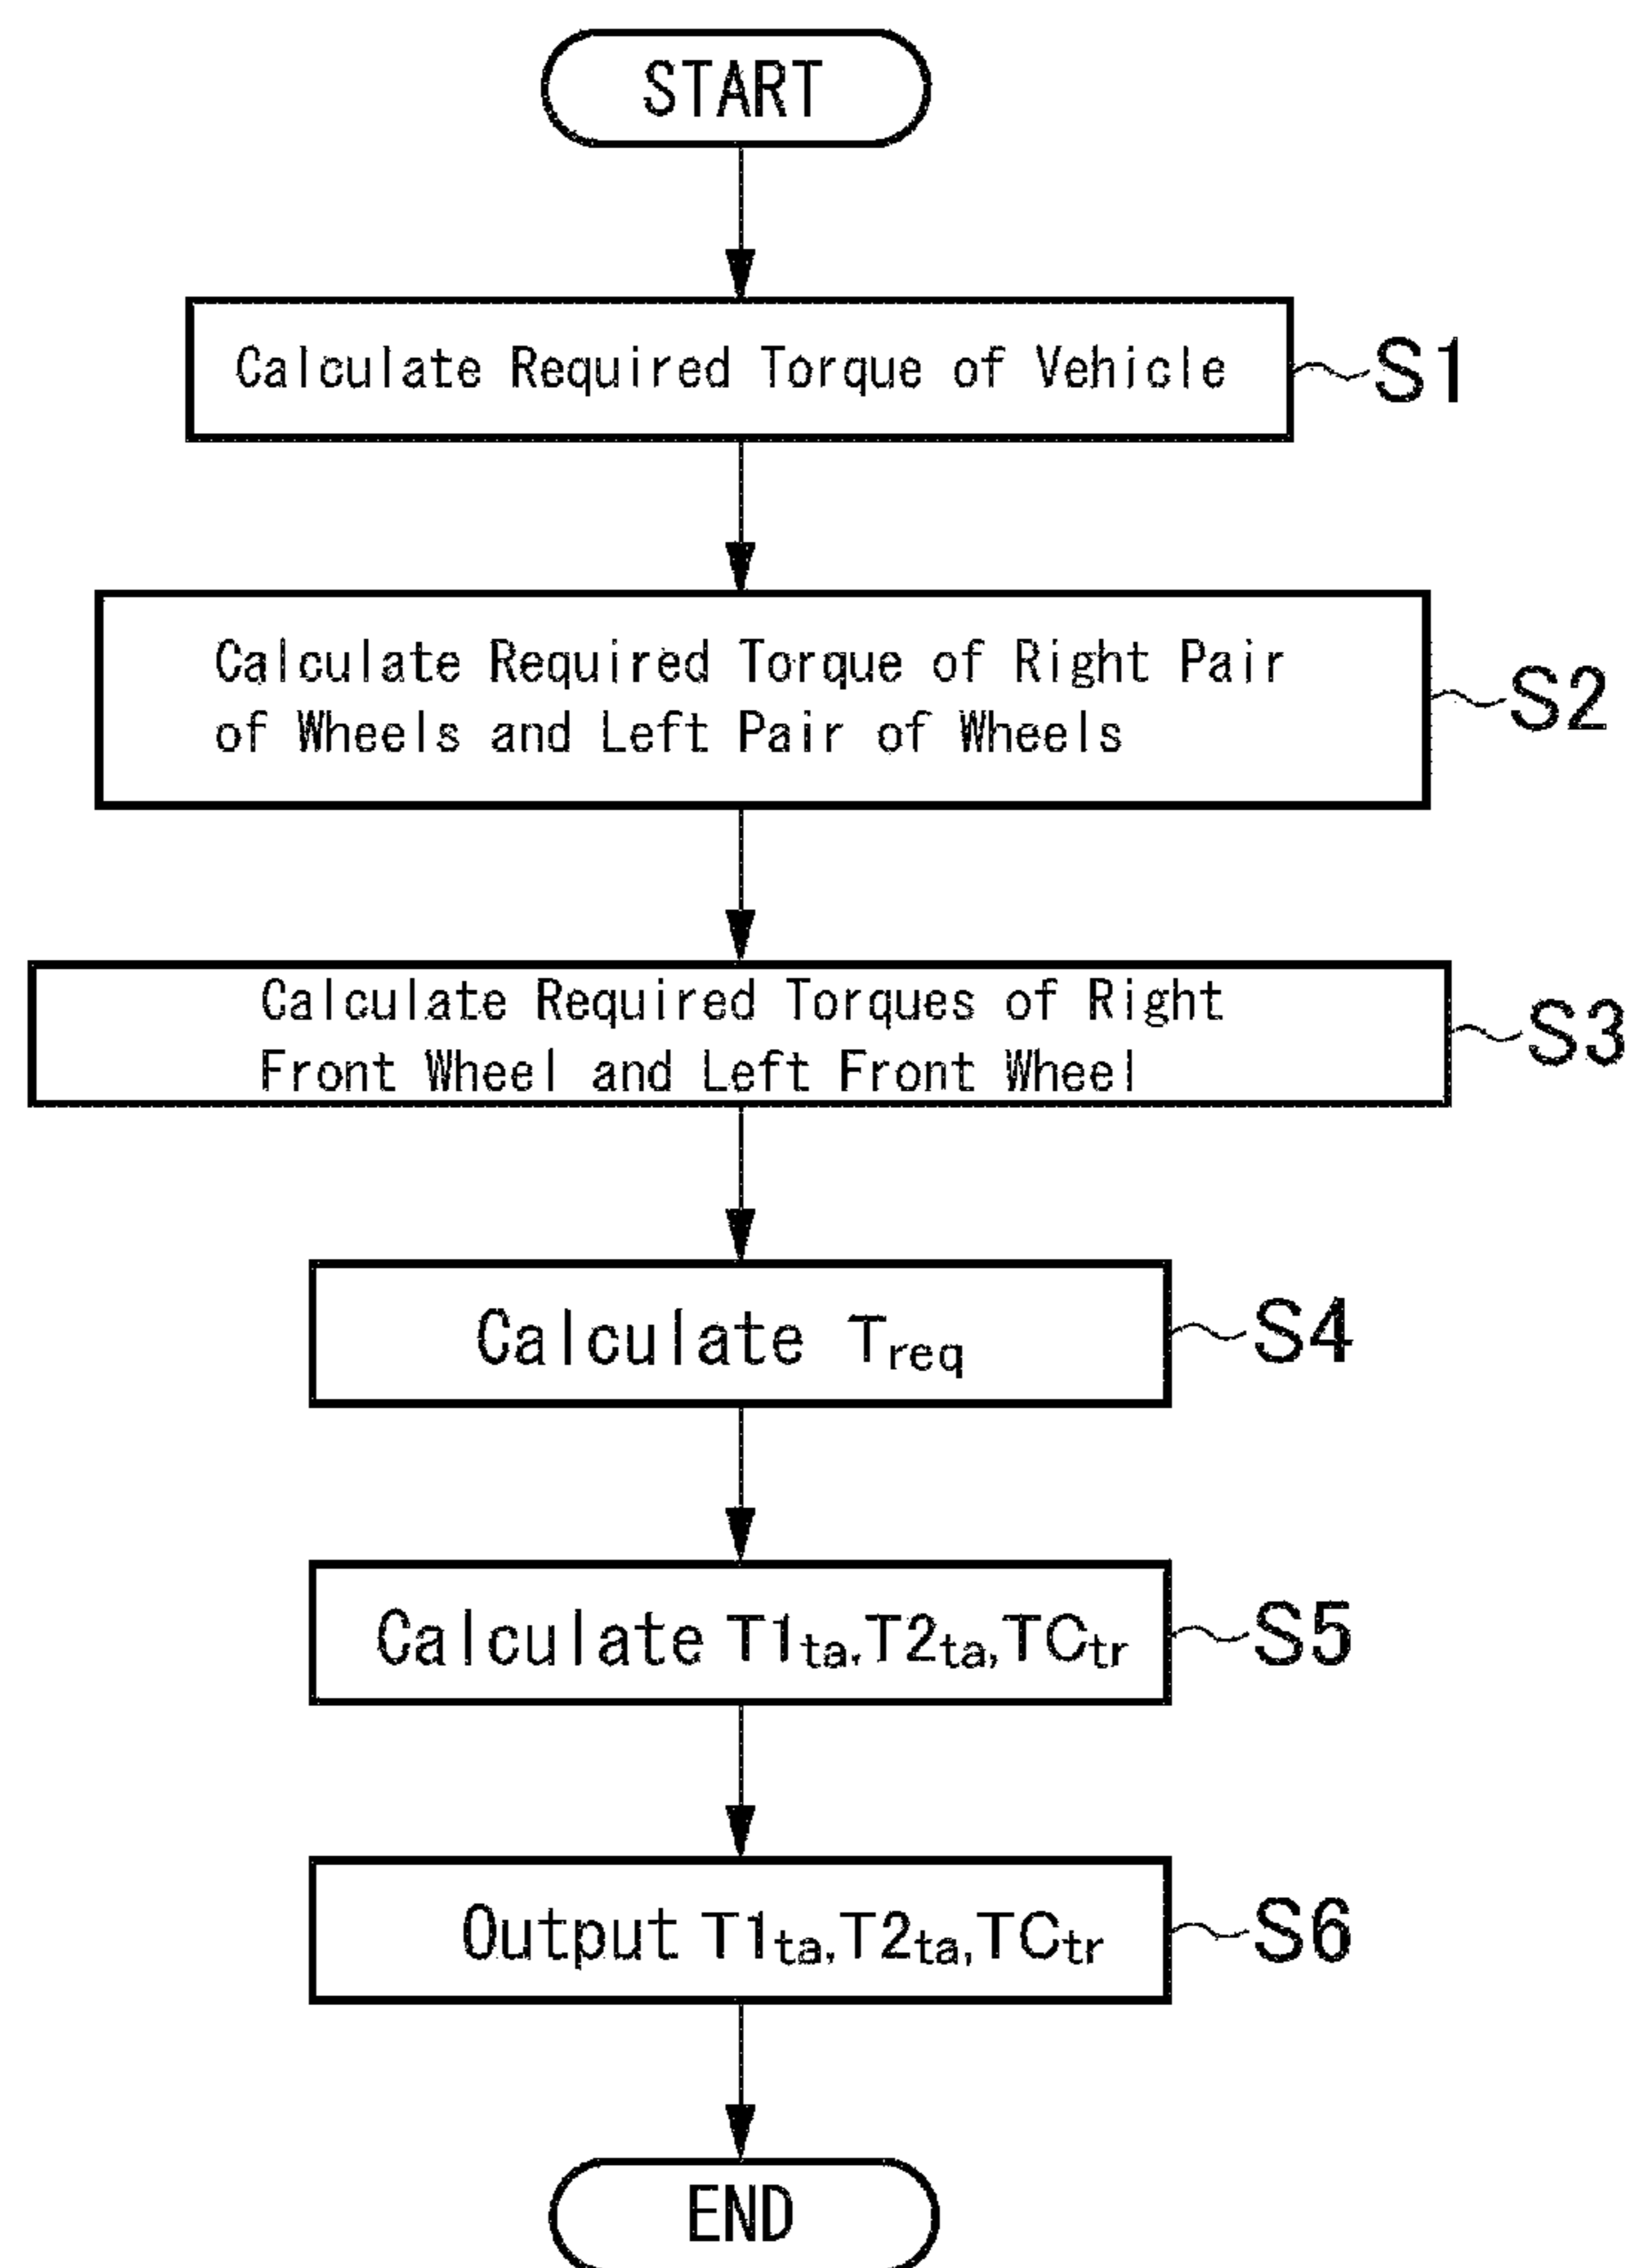 START
Calculate Required Torque of Vehicle
S1
Calculate Required Torque of Right Pair
of Wheels and Left Pair of Wheels
S2
Calculate Required Torques of Right
Front Wheel and Left Front Wheel
S3
Calculate Treq
S4
Calculate T1ta,T2ta,TCtr
S5
Output T1ta,T2ta,TCtr
S6
END